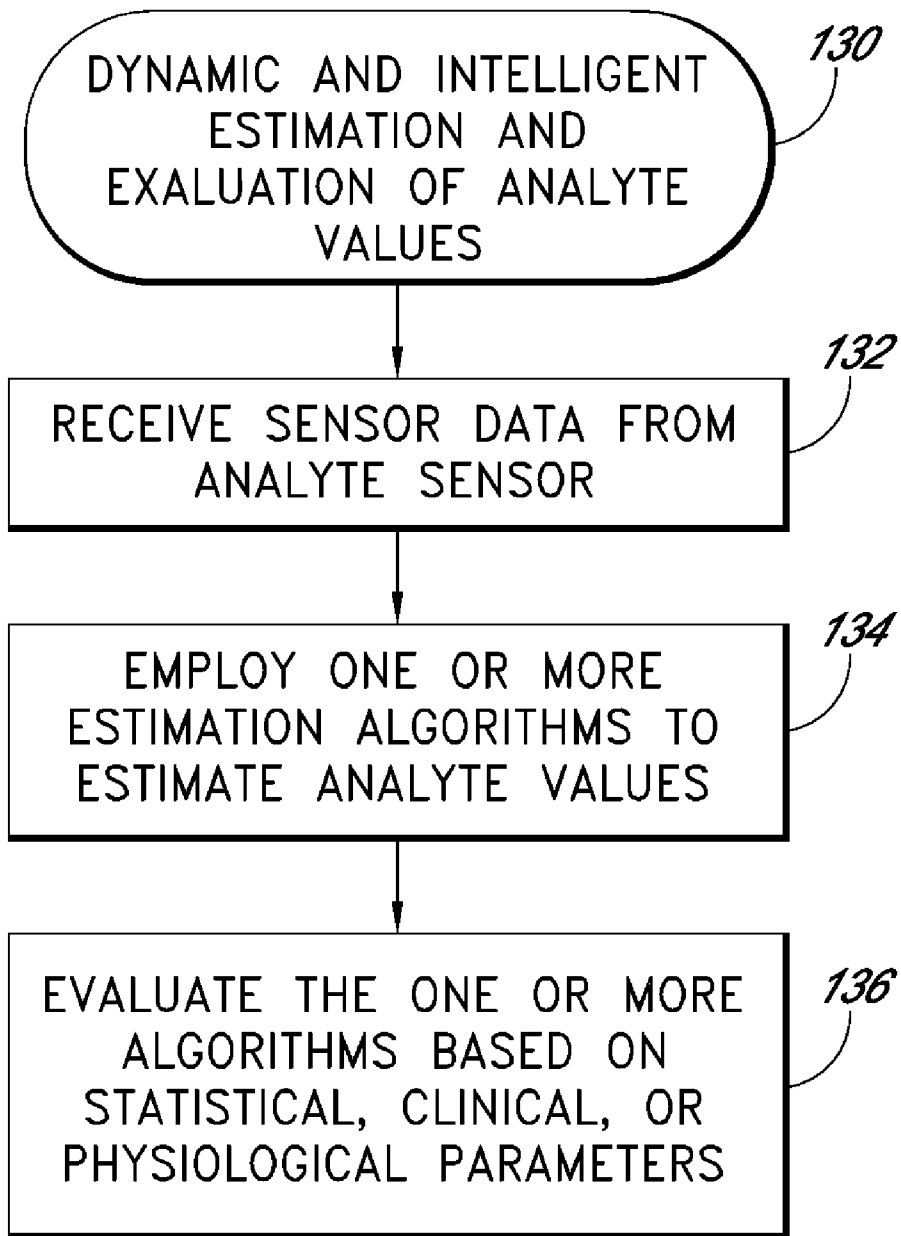 DYNAMIC AND INTELLIGENT
ESTIMATION AND
EXALUATION OF ANALYTE
VALUES
130
RECEIVE SENSOR DATA FROM
ANALYTE SENSOR
132
EMPLOY ONE OR MORE
ESTIMATION ALGORITHMS TO
ESTIMATE ANALYTE VALUES
134
EVALUATE THE ONE OR MORE
ALGORITHMS BASED ON
STATISTICAL, CLINICAL, OR
PHYSIOLOGICAL PARAMETERS
136